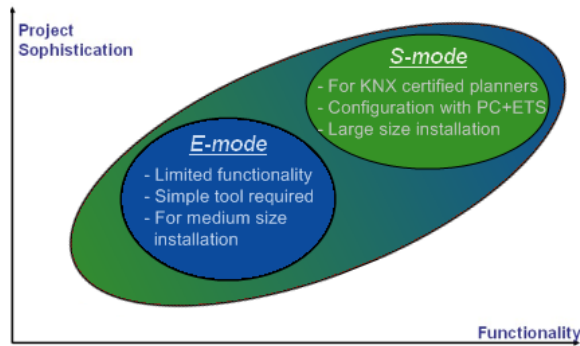 Project
Sophistication
S-mode
- For KNX certified planners
- Configuration with PC+ETS
- Large size installation
E-mode
- Limited functionality
- Simple tool required
- For medium size
installation
Functionality